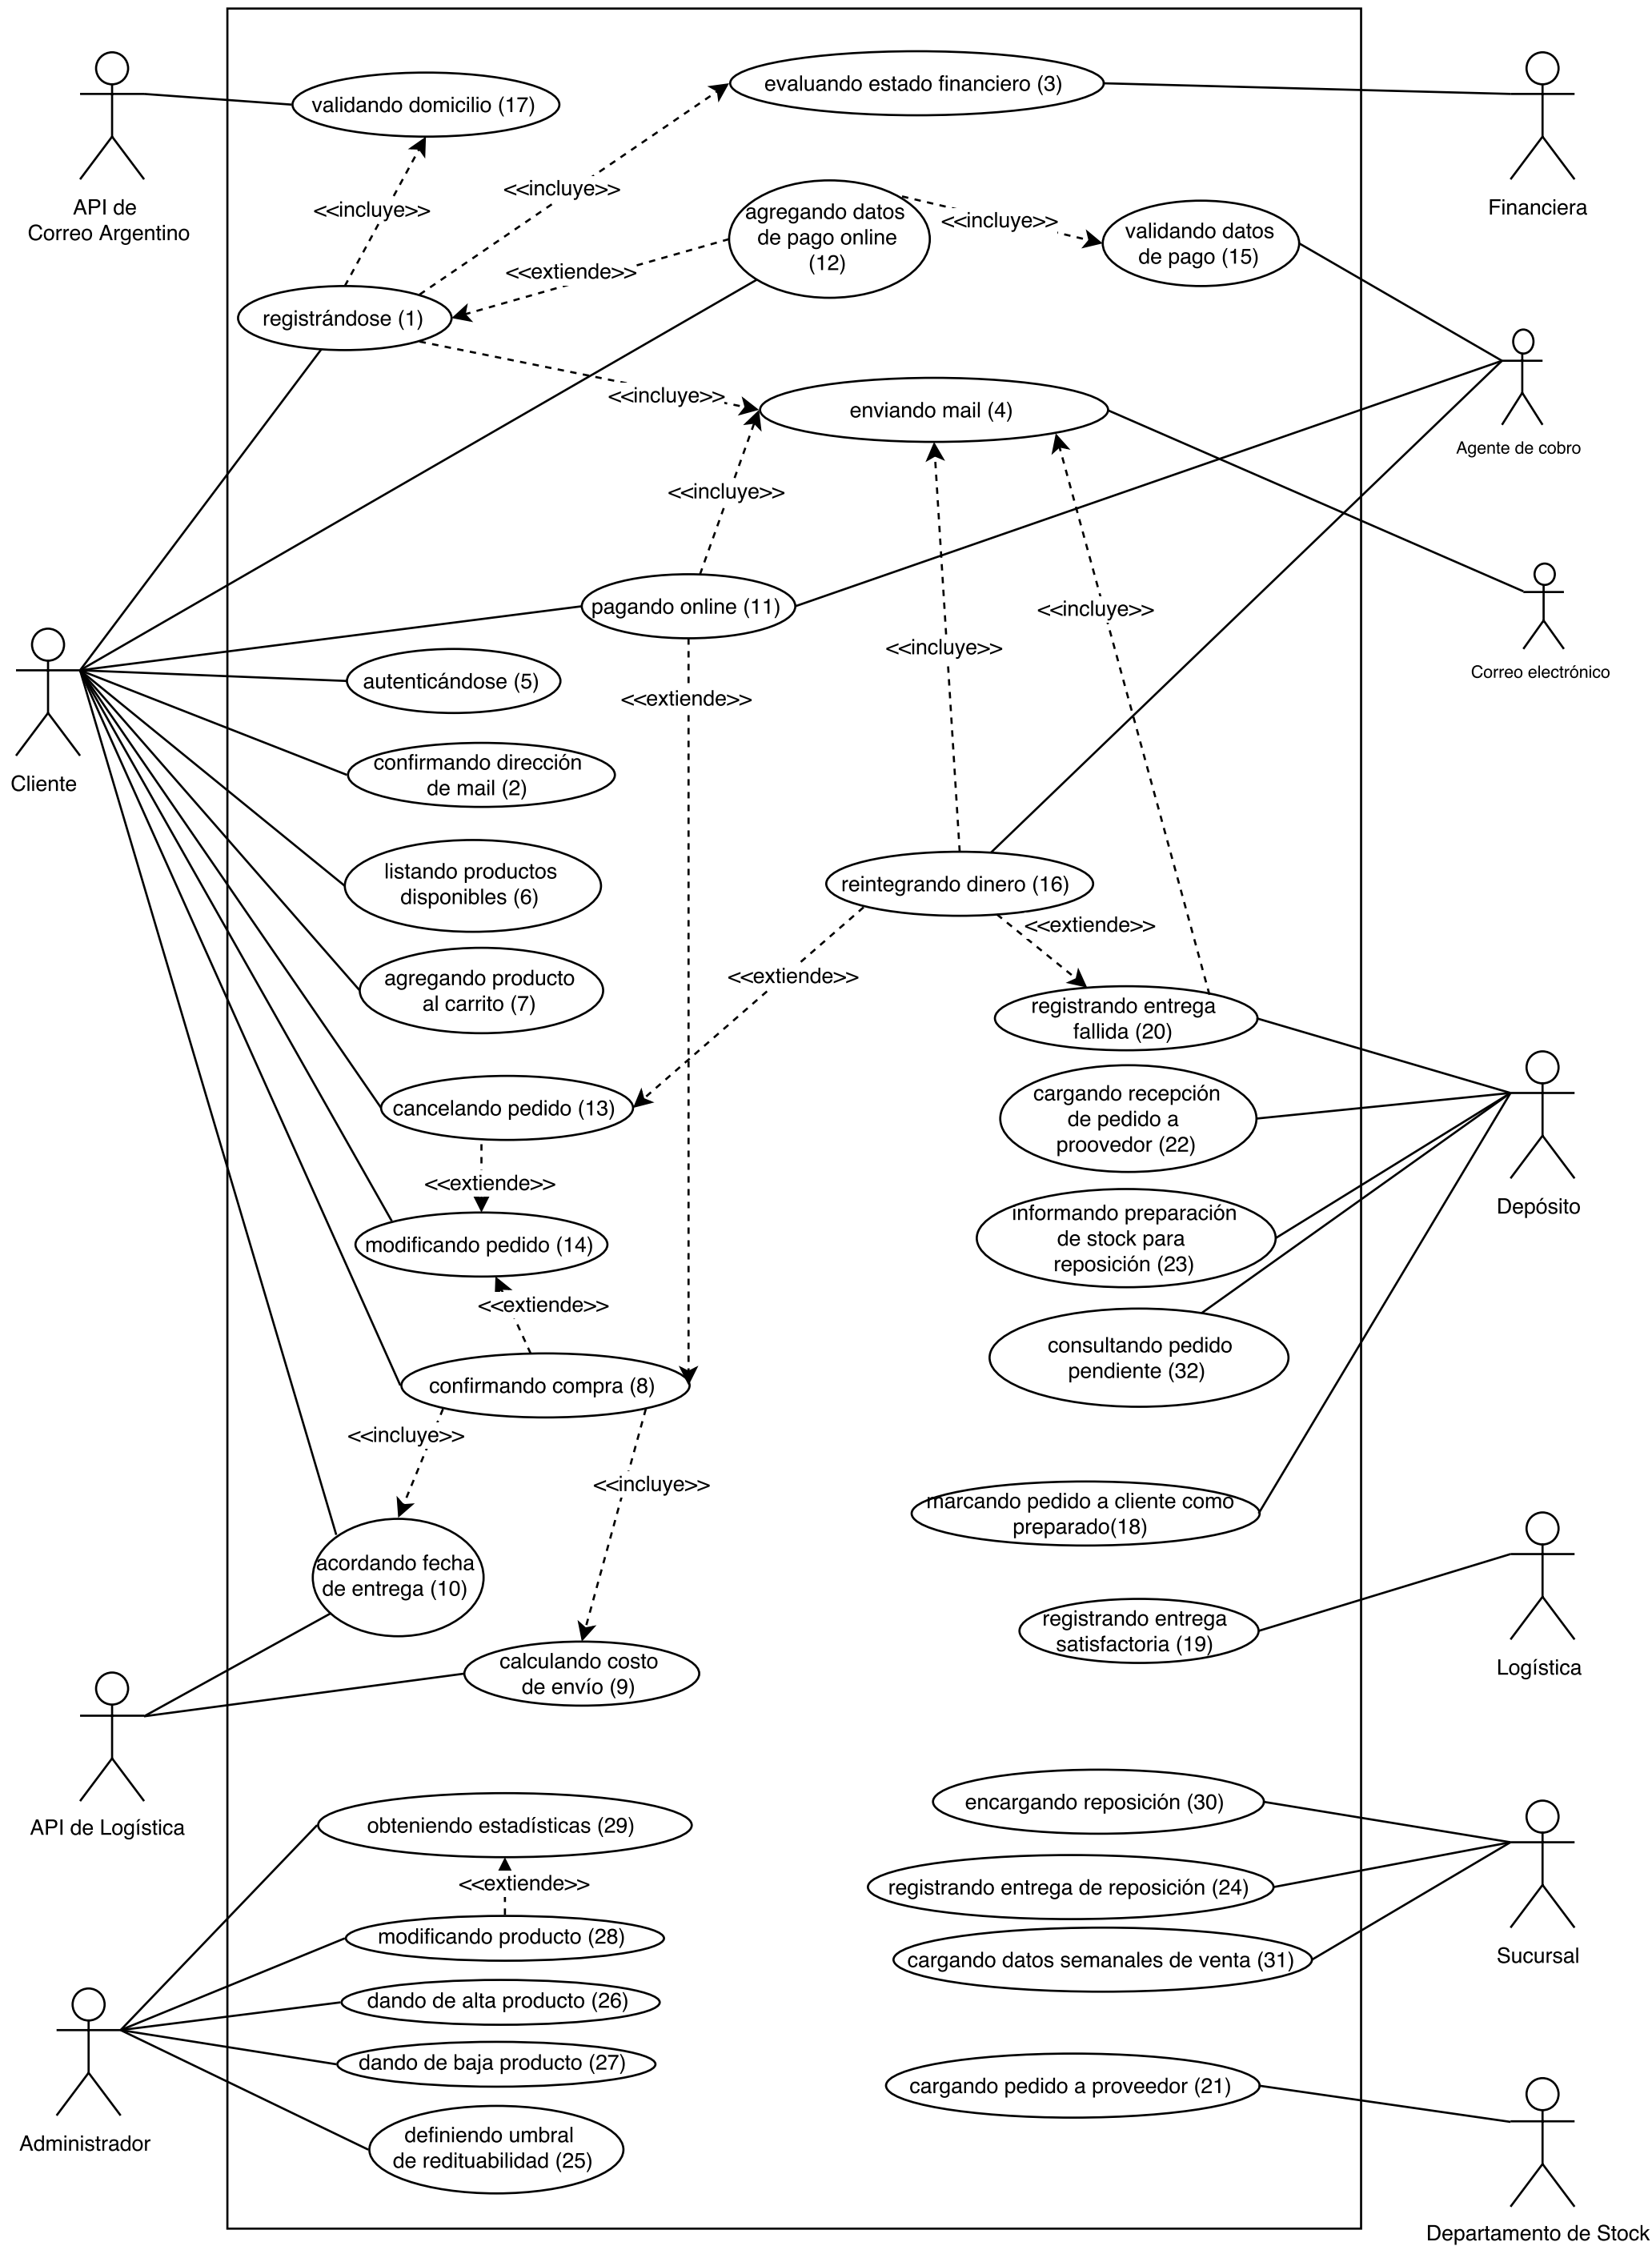 evaluando estado financiero (3)
validando domicilio (17)
<<incluye>>
API de
Correo Argentino
Financiera
<<incluye>>
agregando datos
de pago online
(12)
<<incluye>>
validando datos
de pago (15)
<<extiende>>
registrándose (1)
<<incluye>>
enviando mail (4)
Agente de cobro
<<incluye>>
pagando online (11)
<<incluye>>
<<incluye>>
Correo electrónico
autenticándose (5)
<<extiende>>
confirmando dirección
de mail (2)
Cliente
listando productos
disponibles (6)
reintegrando dinero (16)
<<extiende>>
agregando producto
al carrito (7)
<<extiende>>
registrando entrega
fallida (20)
cancelando pedido (13)
cargando recepción
de pedido a
proovedor (22)
<<extiende>>
Depósito
modificando pedido (14)
informando preparación
de stock para
reposición (23)
<<extiende>>
consultando pedido
pendiente (32)
confirmando compra (8)
<<incluye>>
<<incluye>>
marcando pedido a cliente como
preparado(18)
acordando fecha
de entrega (10)
registrando entrega
satisfactoria (19)
Logística
calculando costo
de envío (9)
API de Logística
encargando reposición (30)
obteniendo estadísticas (29)
<<extiende>>
registrando entrega de reposición (24)
modificando producto (28)
cargando datos semanales de venta (31)
Sucursal
dando de alta producto (26)
dando de baja producto (27)
cargando pedido a proveedor (21)
Administrador
definiendo umbral
de redituabilidad (25)
Departamento de Stock